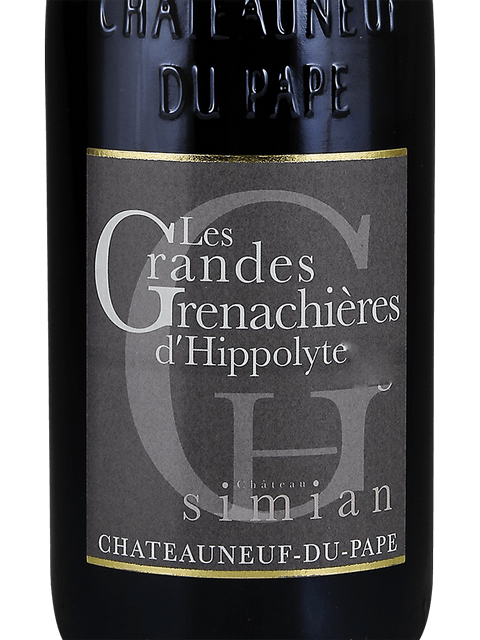 CHATEAUNEUF
DU PAPE
Les
Grandes
Grenachières
d'Hippolyte
Château
simian
CHATEAUNEUF-DU-PAPE